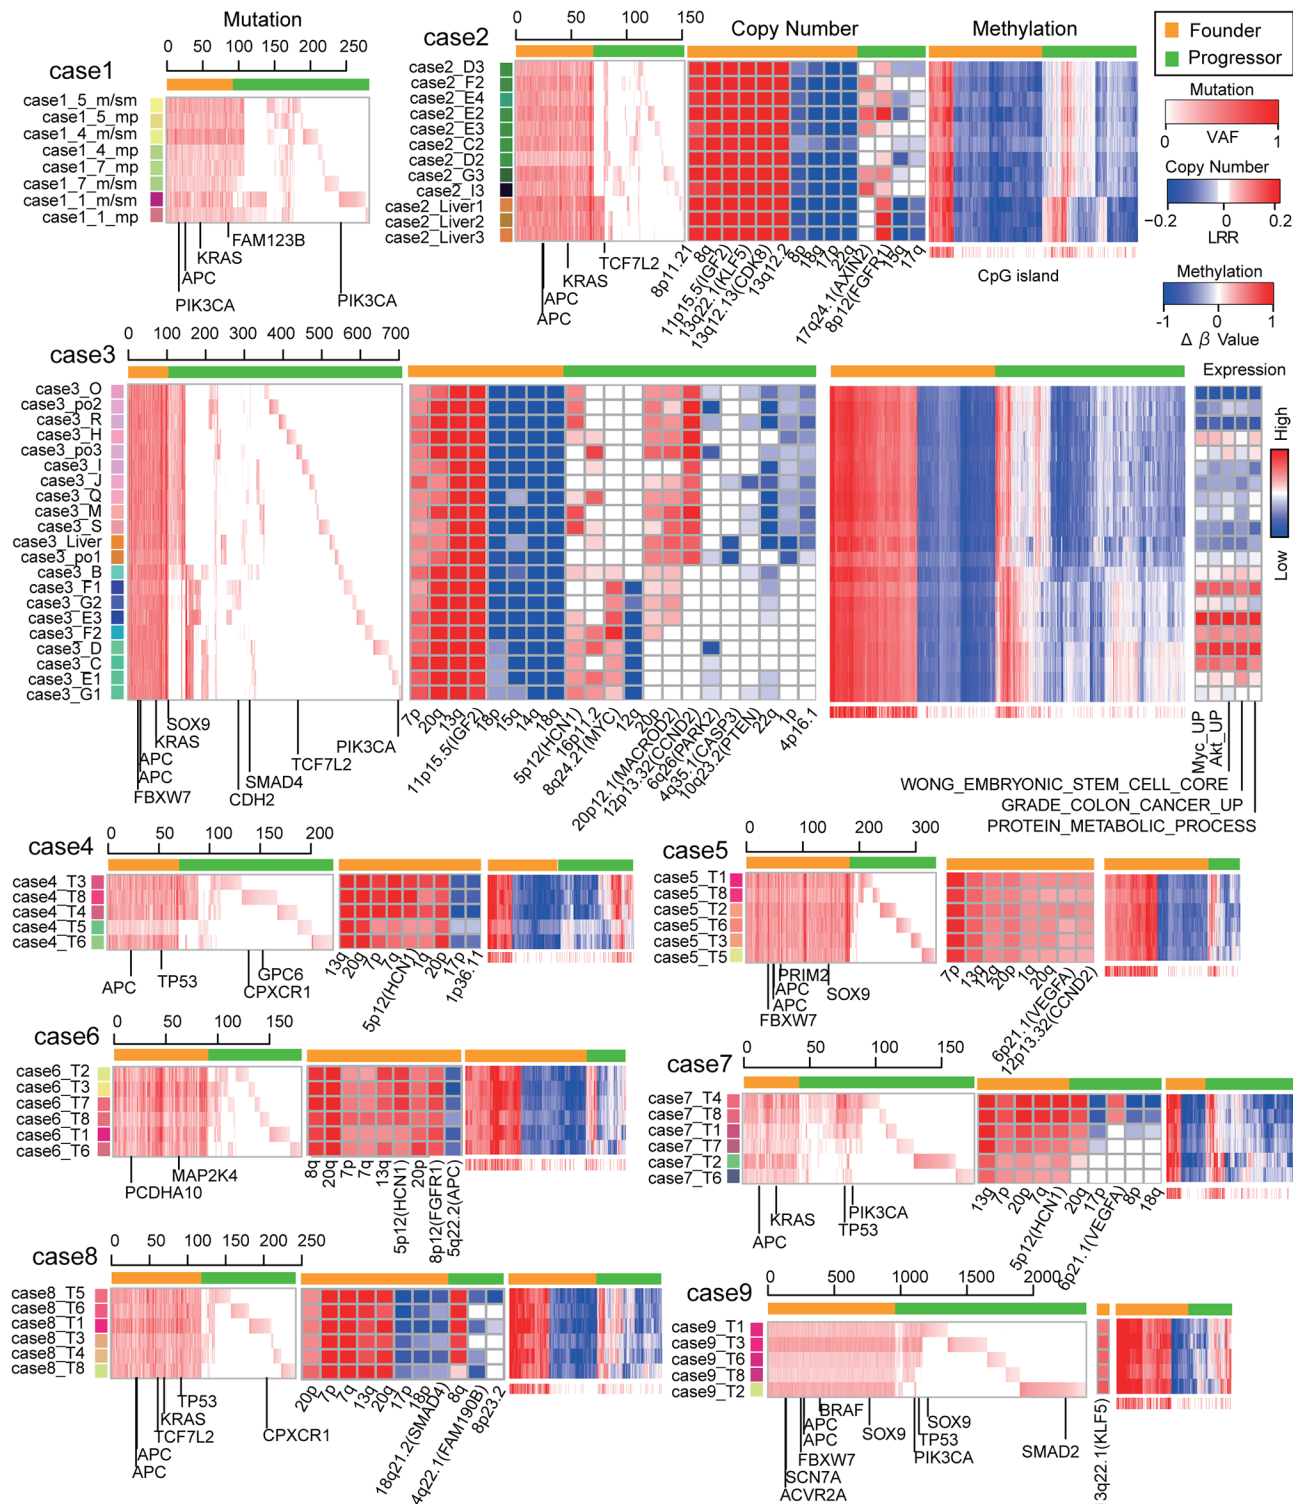 Mutation
0 50 100 150 200 250
case1
case1_5_m/sm
case1_5_mp
case1_4_m/sm
case1_4_mp
case1_7_mp
case1_7_m/sm
case1_1_m/sm
case1_1_mp
FAM123B
KRAS
APC
PIK3CA
PIK3CA
0 50 100 150
case2
Copy Number
Methylation
case2_D3
case2_F2
case2_E4
case2_E2
case2_E3
case2_C2
case2_D2
case2_G3
case2_I3
case2_Liver1
case2_Liver2
case2_Liver3
TCF7L2
KRAS
APC
APC
8p11.21
8q
11p15.5(IGF2)
13q22.1(KLF5)
13q12.13(CDK8)
13q12.2
8p
18q
17p
22q
17q24.1(AXIN2)
8p12(FGFR1)
15q
17q
CpG island
Founder
Progressor
Mutation
0 VAF 1
Copy Number
−0.2 0 0.2
LRR
Methylation
-1 0 1
Δ β Value
case3
0 100 200 300 400 500 600 700
case3_O
case3_po2
case3_R
case3_H
case3_po3
case3_I
case3_J
case3_Q
case3_M
case3_S
case3_Liver
case3_po1
case3_B
case3_F1
case3_G2
case3_E3
case3_F2
case3_D
case3_C
case3_E1
case3_G1
SOX9
KRAS
APC
APC
FBXW7
CDH2
SMAD4
TCF7L2
PIK3CA
7p
20q
13q
11p15.5(IGF2)
18p
15q
14q
18q
5p12(HCN1)
16p11.2
8q24.21(MYC)
12q
20p
20p12.1(MACROD2)
12p13.32(CCND2)
6q26(PARK2)
4q35.1(CASP3)
10q23.2(PTEN)
22q
1p
4p16.1
Expression
High
Low
Myc_UP
Akt_UP
WONG_EMBRYONIC_STEM_CELL_CORE
GRADE_COLON_CANCER_UP
PROTEIN_METABOLIC_PROCESS
case4
0 50 100 150 200
case4_T3
case4_T8
case4_T4
case4_T5
case4_T6
APC
TP53
GPC6
CPXCR1
13q
20q
7p
7q
5p12(HCN1)
1q
20p
17p
1p36.11
case5
0 100 200 300
case5_T1
case5_T8
case5_T2
case5_T6
case5_T3
case5_T5
PRIM2
APC
APC
FBXW7
SOX9
7p
13q
12q
20p
1q
20q
6p21.1(VEGFA)
12p13.32(CCND2)
case6
0 50 100 150
case6_T2
case6_T3
case6_T7
case6_T8
case6_T1
case6_T6
MAP2K4
PCDHA10
8q
20q
7p
7q
13q
5p12(HCN1)
20p
8p12(FGFR1)
5q22.2(APC)
case7
0 50 100 150
case7_T4
case7_T8
case7_T1
case7_T7
case7_T2
case7_T6
KRAS
APC
PIK3CA
TP53
13q
7p
20p
7q
5p12(HCN1)
20q
17p
6p21.1(VEGFA)
8p
18q
case8
0 50 100 150 200 250
case8_T5
case8_T6
case8_T1
case8_T3
case8_T4
case8_T8
TP53
KRAS
TCF7L2
APC
APC
CPXCR1
20p
7p
7q
13q
20q
17p
18p
18q21.2(SMAD4)
8q
4q22.1(FAM190B)
8p23.2
case9
0 500 1000 1500 2000
case9_T1
case9_T3
case9_T6
case9_T8
case9_T2
BRAF
APC
APC
FBXW7
SCN7A
ACVR2A
SOX9
SOX9
TP53
PIK3CA
SMAD2
3q22.1(KLF5)